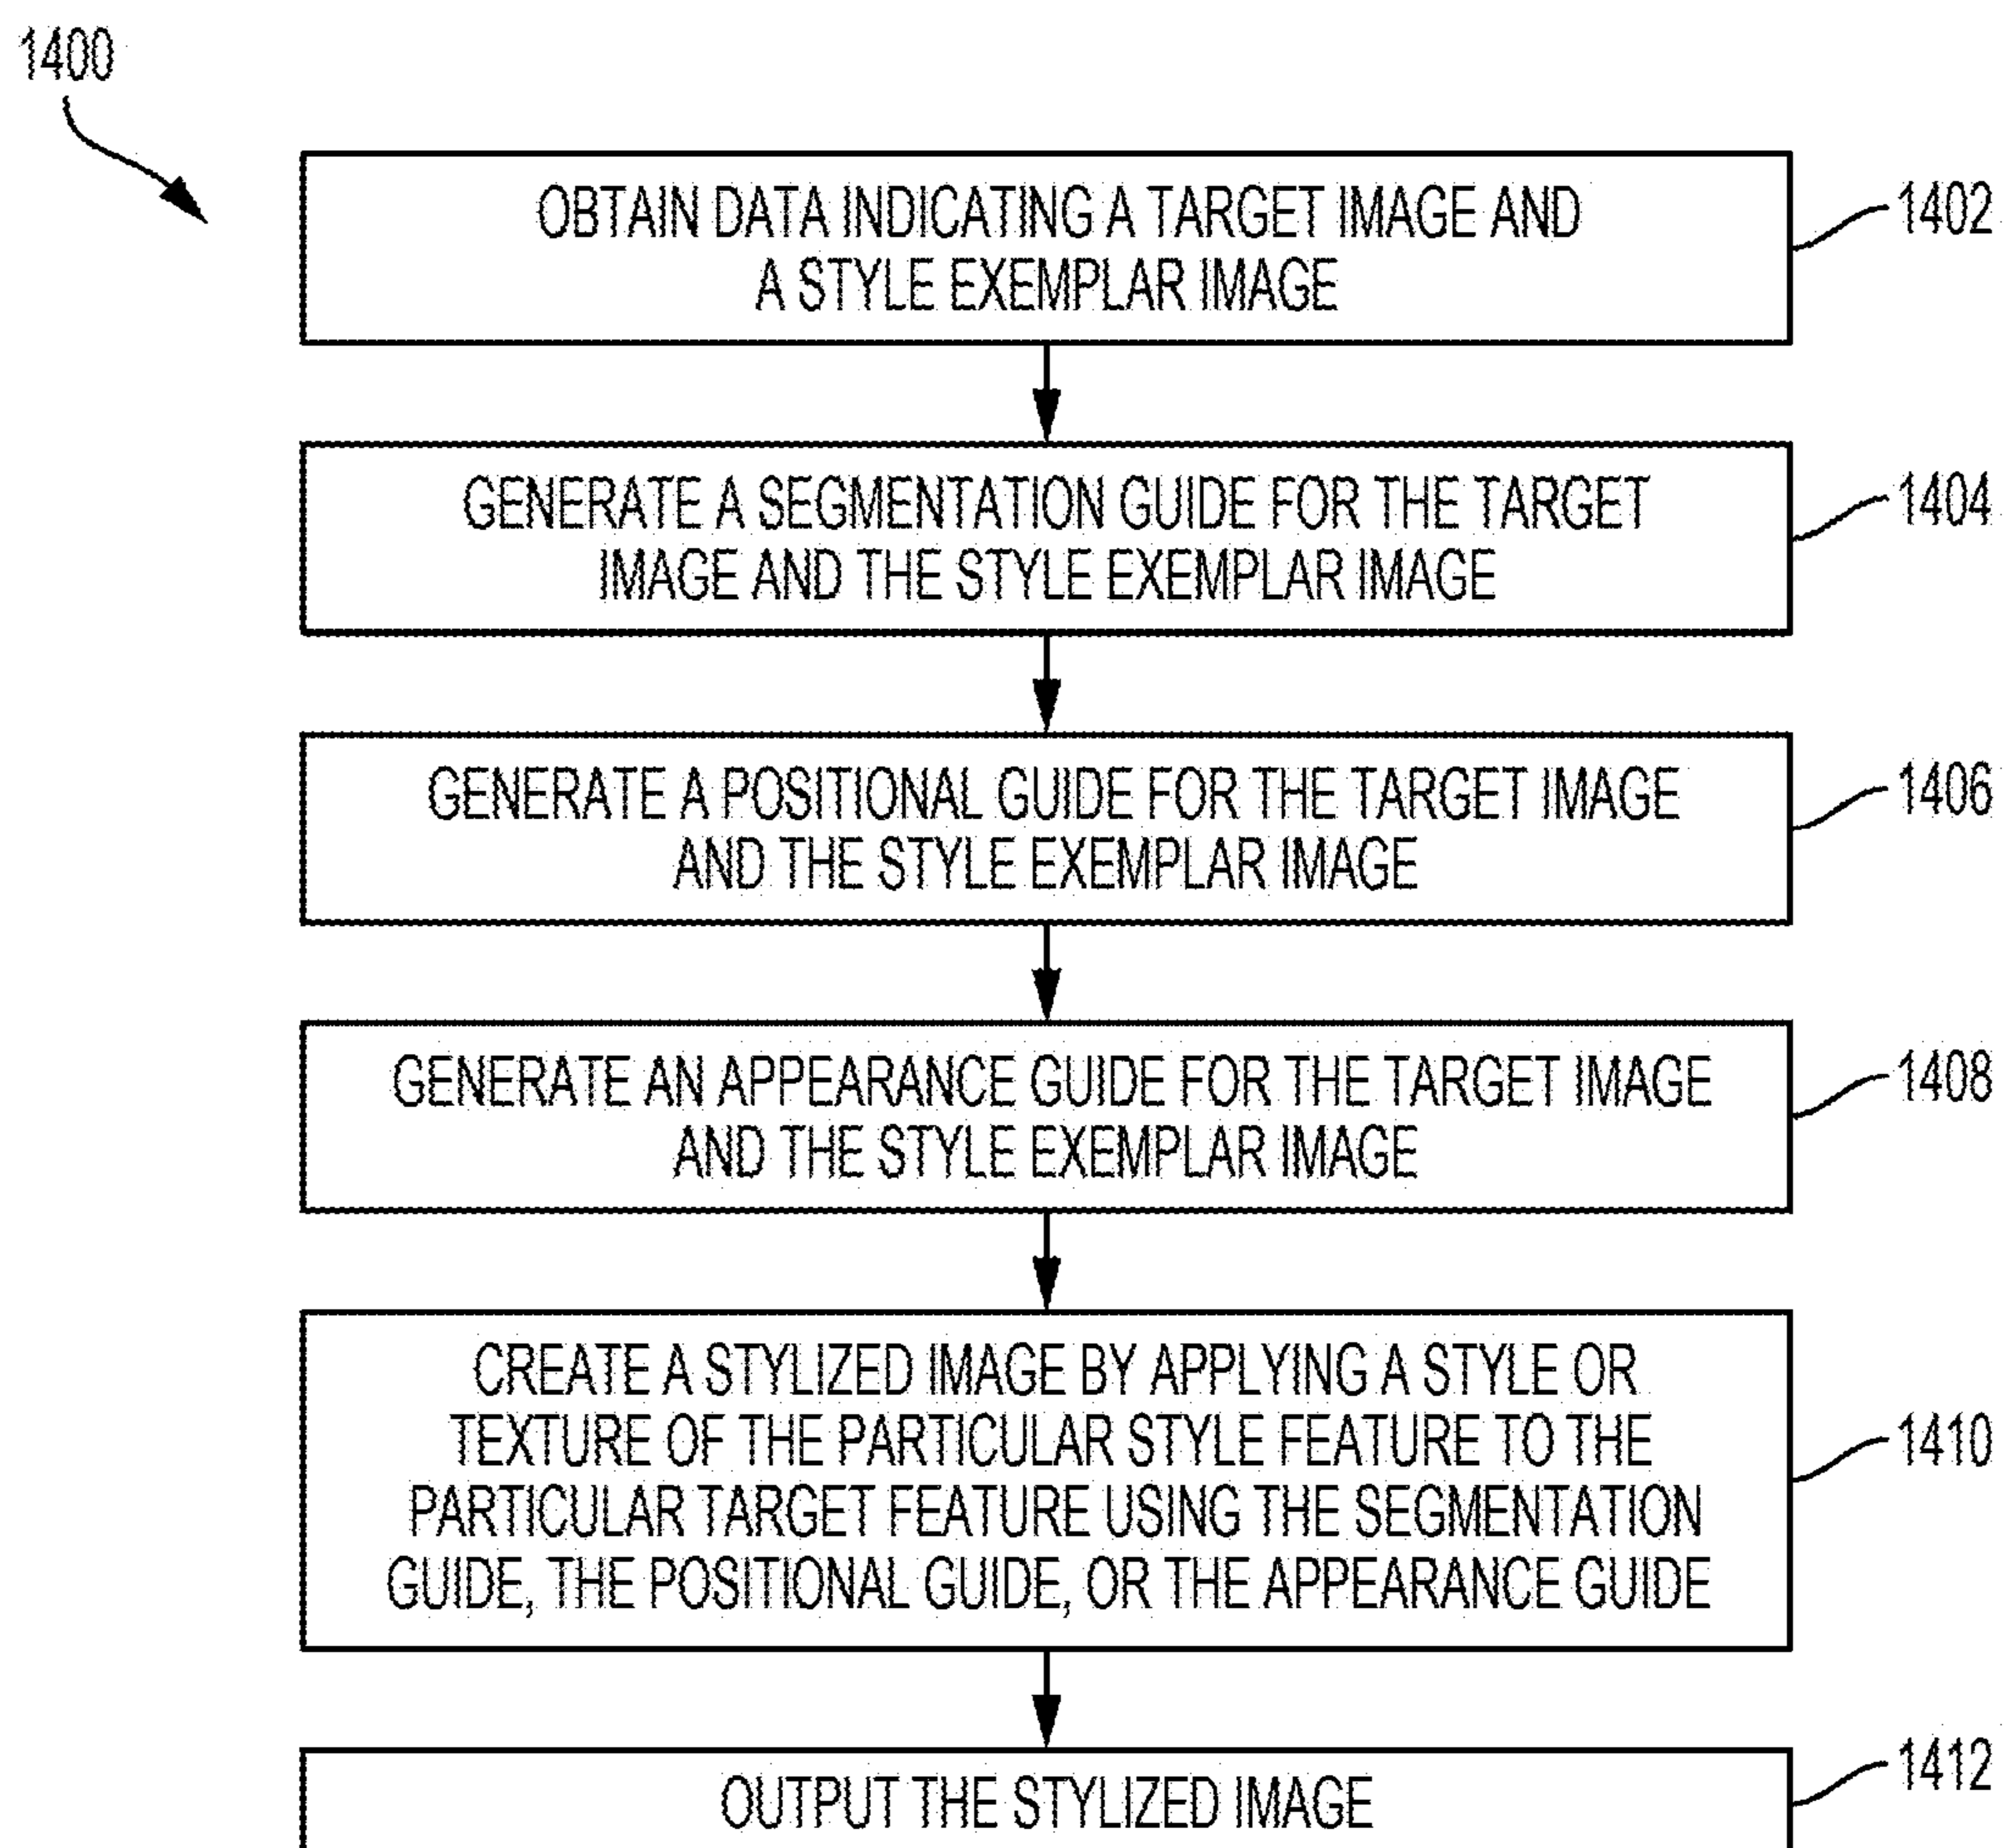 1400
OBTAIN DATA INDICATING A TARGET IMAGE AND
A STYLE EXEMPLAR IMAGE
1402
GENERATE A SEGMENTATION GUIDE FOR THE TARGET
IMAGE AND THE STYLE EXEMPLAR IMAGE
1404
GENERATE A POSITIONAL GUIDE FOR THE TARGET IMAGE
AND THE STYLE EXEMPLAR IMAGE
1406
GENERATE AN APPEARANCE GUIDE FOR THE TARGET IMAGE
AND THE STYLE EXEMPLAR IMAGE
1408
CREATE A STYLIZED IMAGE BY APPLYING A STYLE OR
TEXTURE OF THE PARTICULAR STYLE FEATURE TO THE
PARTICULAR TARGET FEATURE USING THE SEGMENTATION
GUIDE, THE POSITIONAL GUIDE, OR THE APPEARANCE GUIDE
1410
OUTPUT THE STYLIZED IMAGE
1412